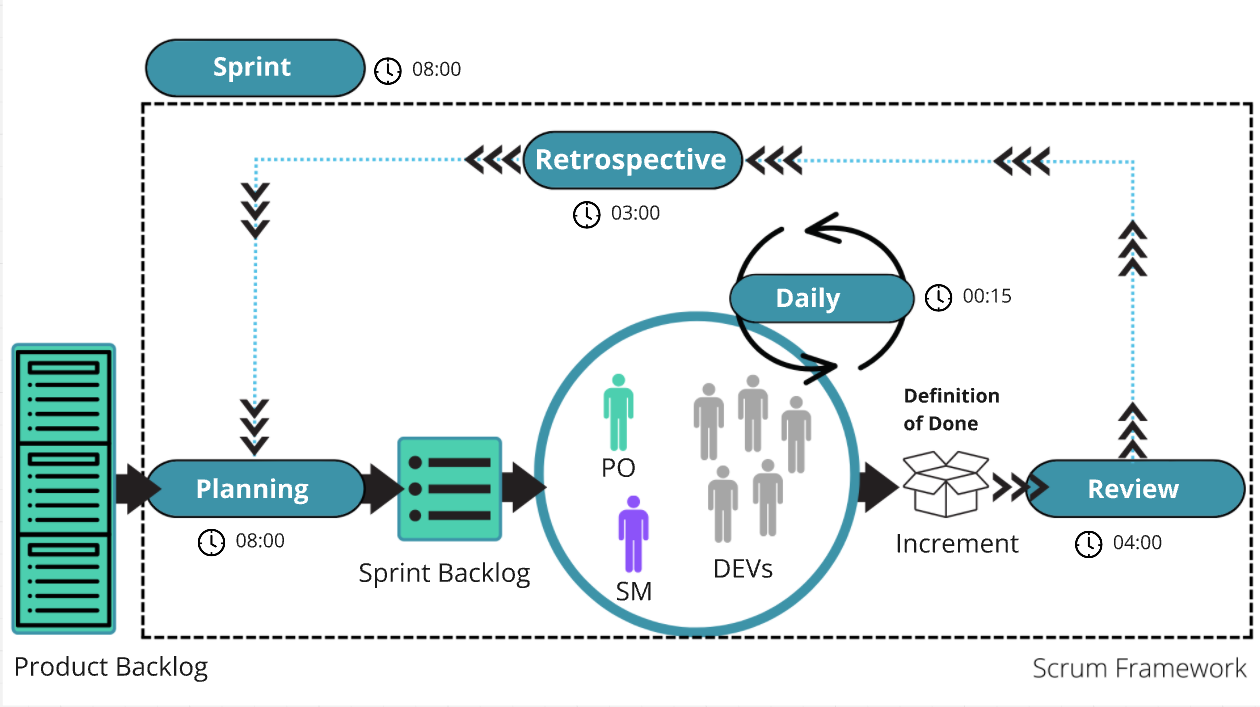 Sprint
08:00
Retrospective
03:00
Daily
00:15
Definition
of Done
PO
Planning
Review
08:00
Increment
04:00
Sprint Backlog
SM
DEVs
Product Backlog
Scrum Framework